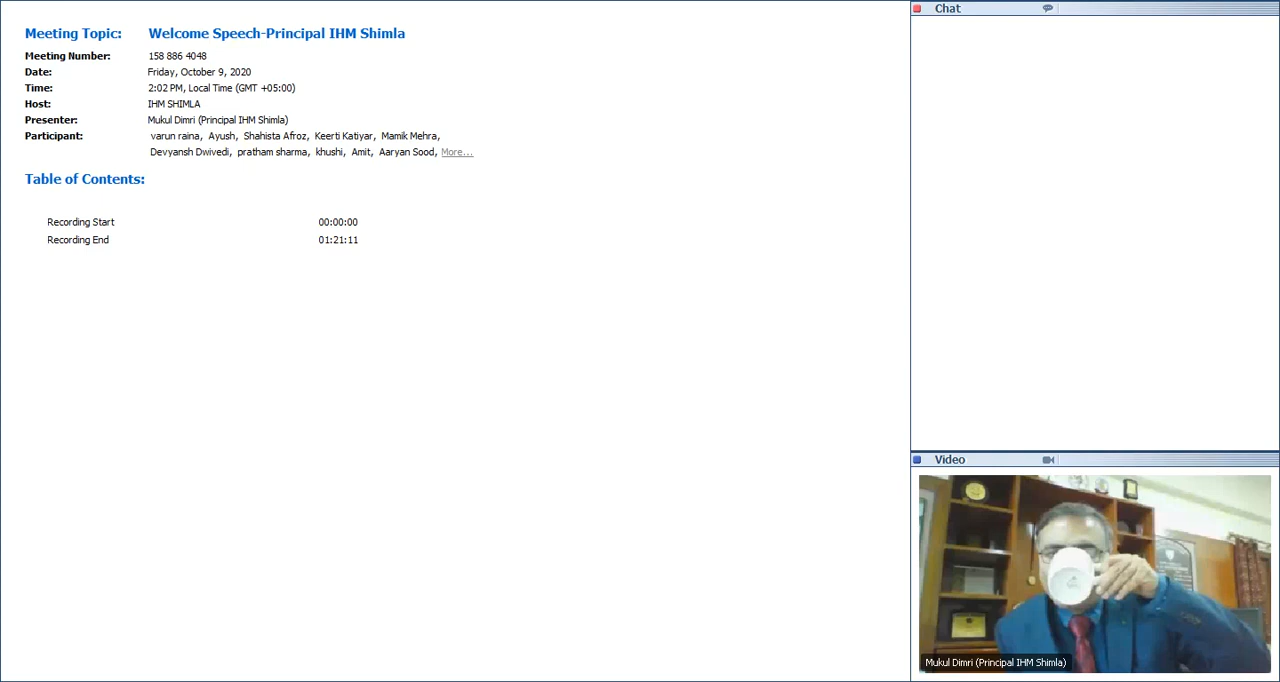 Meeting Topic: Welcome Speech-Principal IHM Shimla
Meeting Number: 158 886 4048
Date: Friday, October 9, 2020
Time: 2:02 PM, Local Time (GMT +05:00)
Host: IHM SHIMLA
Presenter: Mukul Dimri (Principal IHM Shimla)
Participant: varun raina, Ayush, Shahista Afroz, Keerti Katiyar, Mamik Mehra,
Devyansh Dwivedi, pratham sharma, khushi, Amit, Aaryan Sood, More...
Table of Contents:
Recording Start 00:00:00
Recording End 01:21:11
Chat
Video
Mukul Dimri (Principal IHM Shimla)